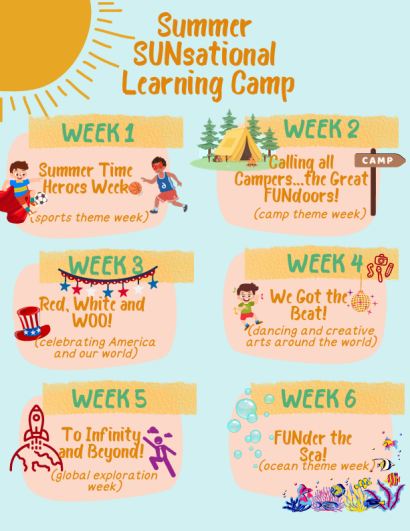 Summer
SUNsational
Learning Camp
WEEK 1
Summer Time
Heroes Week
(sports theme week)
WEEK 2
Calling all
Campers...the Great
FUNdoors!
CAMP
(camp theme week)
WEEK 3
Red, White and
WOO!
(celebrating America
and our world)
WEEK 4
We Got the
Beat!
(dancing and creative
arts around the world)
WEEK 5
To Infinity
and Beyond!
(global exploration
week)
WEEK 6
FUNder the
Sea!
(ocean theme week)